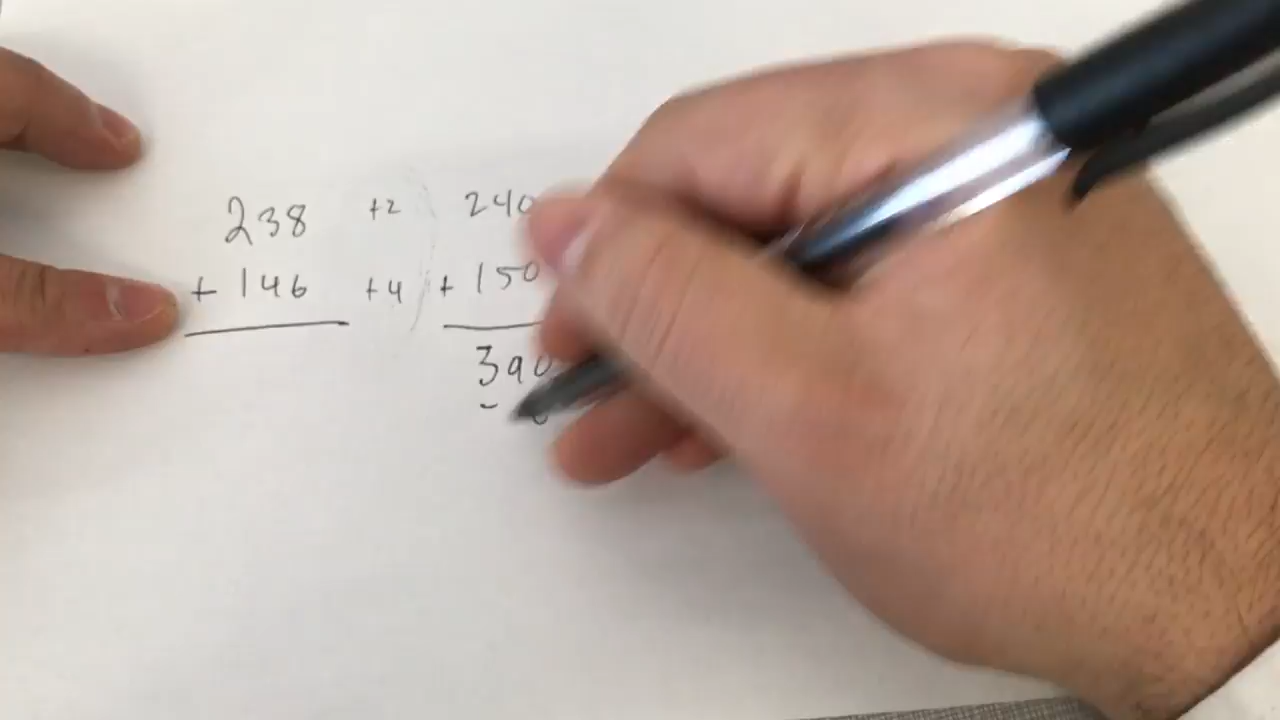 238 +2 ) 240
+ 146 +4 ) + 150
390
-